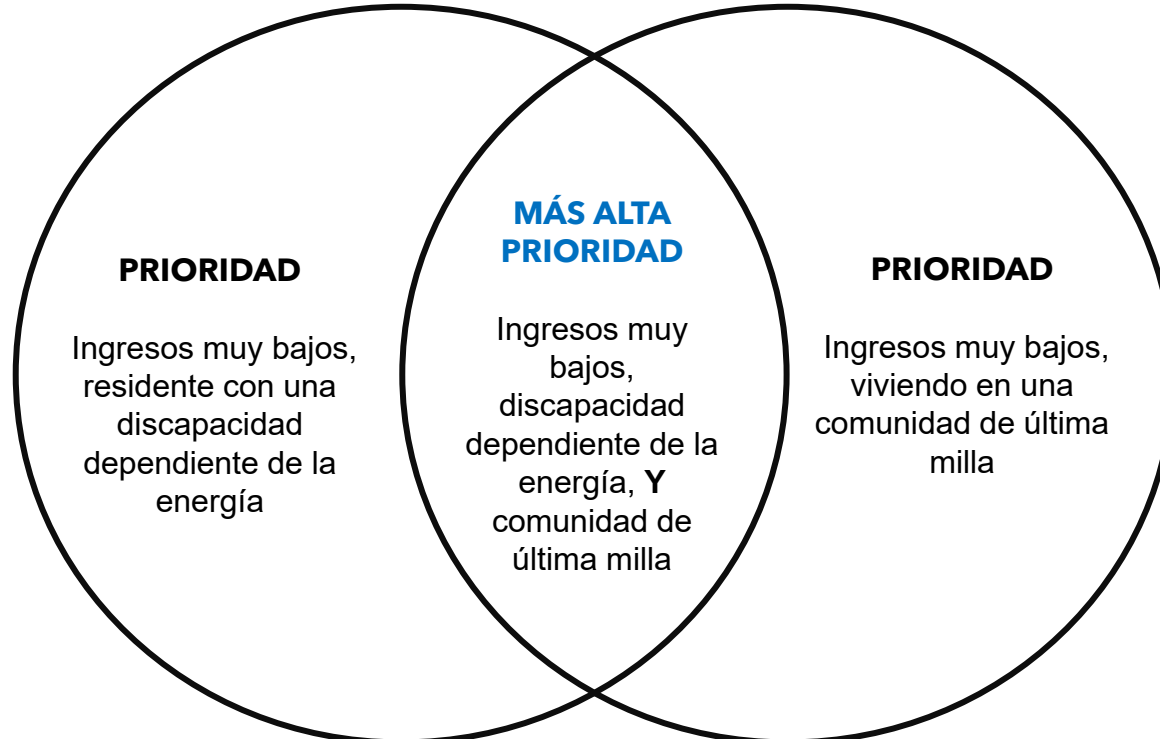 PRIORIDAD
Ingresos muy bajos,
residente con una
discapacidad
dependiente de la
energía
MÁS ALTA
PRIORIDAD
Ingresos muy
bajos,
discapacidad
dependiente de la
energía, Y
comunidad de
última milla
PRIORIDAD
Ingresos muy bajos,
viviendo en una
comunidad de última
milla